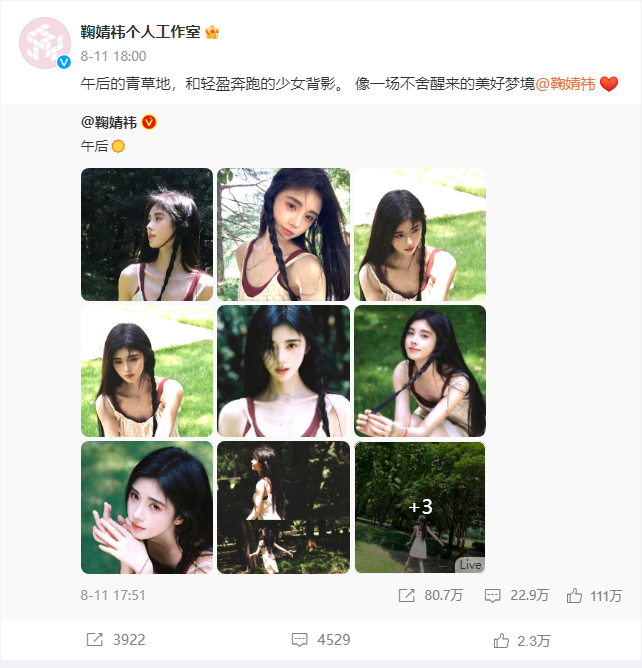 鞠婧祎个人工作室
8-11 18:00
午后的青草地，和轻盈奔跑的少女背影。 像一场不舍醒来的美好梦境@鞠婧祎
@鞠婧祎
午后
+3
Live
8-11 17:51 80.7万 22.9万 111万
3922 4529 2.3万